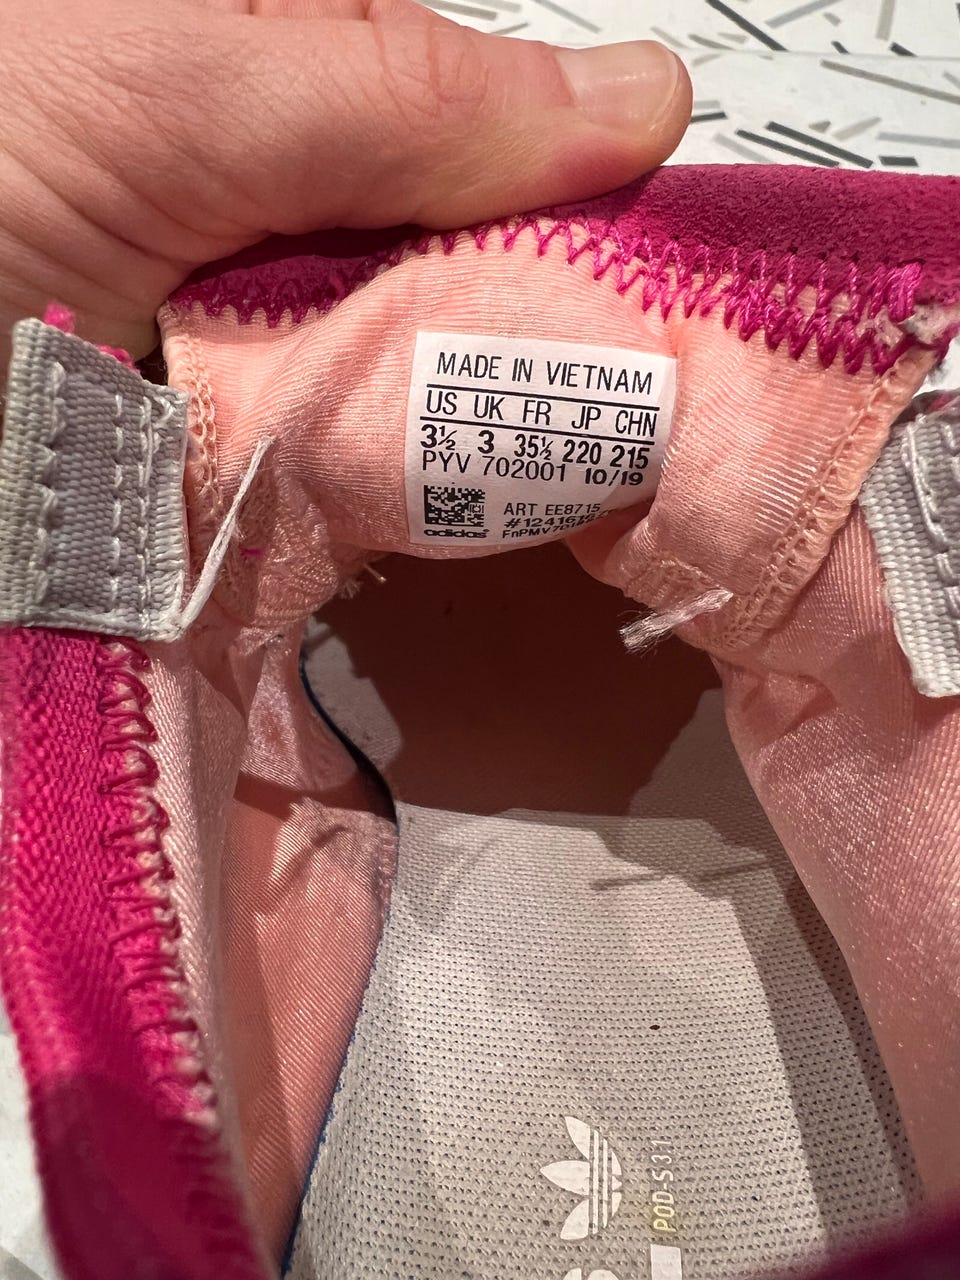 MADE IN VIETNAM
US UK FR JP CHN
3½ 3 35½ 220 215
PYV 702001 10/19
ART EE8715
adidas
POD-S3.1